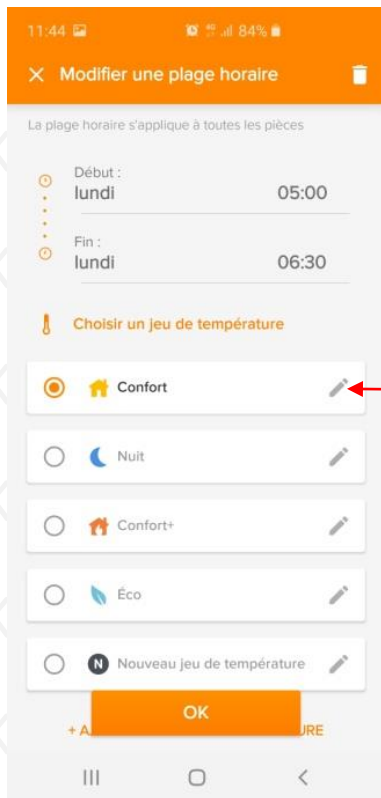 11:44 84%
Modifier une plage horaire
La plage horaire s'applique à toutes les pièces
Début :
lundi 05:00
Fin :
lundi 06:30
Choisir un jeu de température
Confort
Nuit
Confort+
Éco
N Nouveau jeu de température
OK
+ A URE